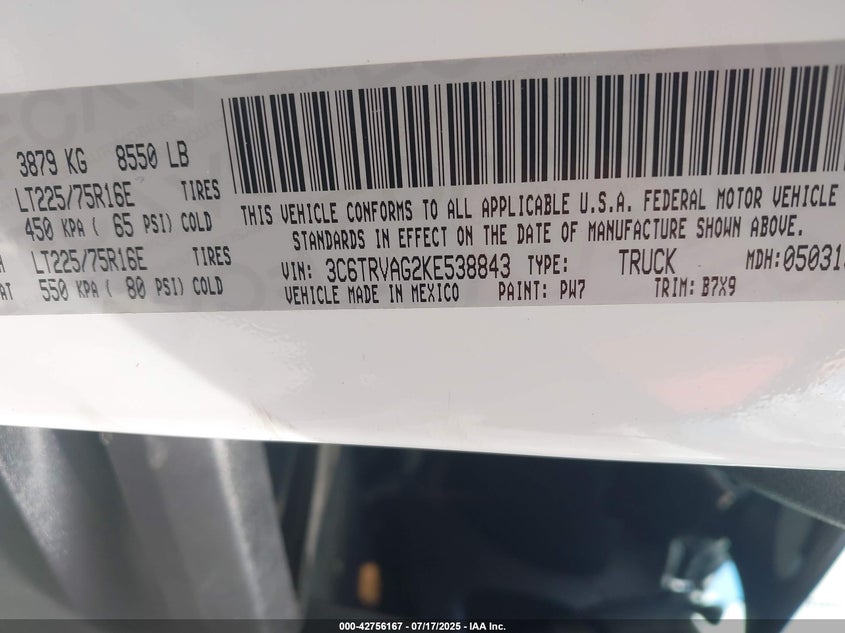 3879 KG 8550 LB
LT225/75R16E TIRES
450 KPA ( 65 PSI) COLD
LT225/75R16E TIRES
550 KPA ( 80 PSI) COLD
THIS VEHICLE CONFORMS TO ALL APPLICABLE U.S.A. FEDERAL MOTOR VEHICLE
STANDARDS IN EFFECT ON THE DATE OF MANUFACTURE SHOWN ABOVE.
VIN: 3C6TRVAG2KE538843 TYPE: TRUCK MDH:05031
VEHICLE MADE IN MEXICO PAINT: PW7 TRIM: B7X9
000-42756167 - 07/17/2025 - IAA Inc.